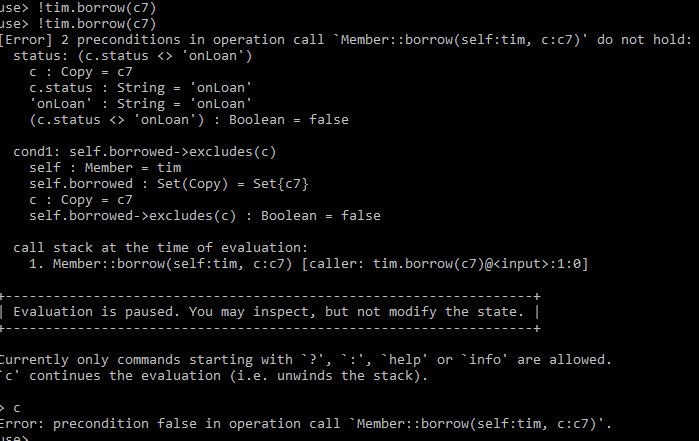 use> !tim.borrow(c7)
use> !tim.borrow(c7)
[Error] 2 preconditions in operation call `Member::borrow(self:tim, c:c7)' do not hold:
  status: (c.status <> 'onLoan')
    c : Copy = c7
    c.status : String = 'onLoan'
    'onLoan' : String = 'onLoan'
    (c.status <> 'onLoan') : Boolean = false

  cond1: self.borrowed->excludes(c)
    self : Member = tim
    self.borrowed : Set(Copy) = Set{c7}
    c : Copy = c7
    self.borrowed->excludes(c) : Boolean = false

  call stack at the time of evaluation:
    1. Member::borrow(self:tim, c:c7) [caller: tim.borrow(c7)@<input>:1:0]

+------------------------------------------------------------------+
| Evaluation is paused. You may inspect, but not modify the state. |
+------------------------------------------------------------------+

Currently only commands starting with `?', `:', `help' or `info' are allowed.
`c' continues the evaluation (i.e. unwinds the stack).

> c
Error: precondition false in operation call `Member::borrow(self:tim, c:c7)'.
use>